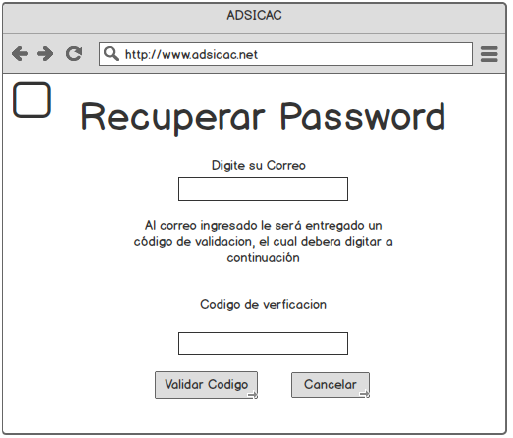 ADSICAC
http://www.adsicac.net
Recuperar Password
Digite su Correo
Al correo ingresado le será entregado un
código de validacion, el cual debera digitar a
continuación
Codigo de verficacion
Validar Codigo
Cancelar